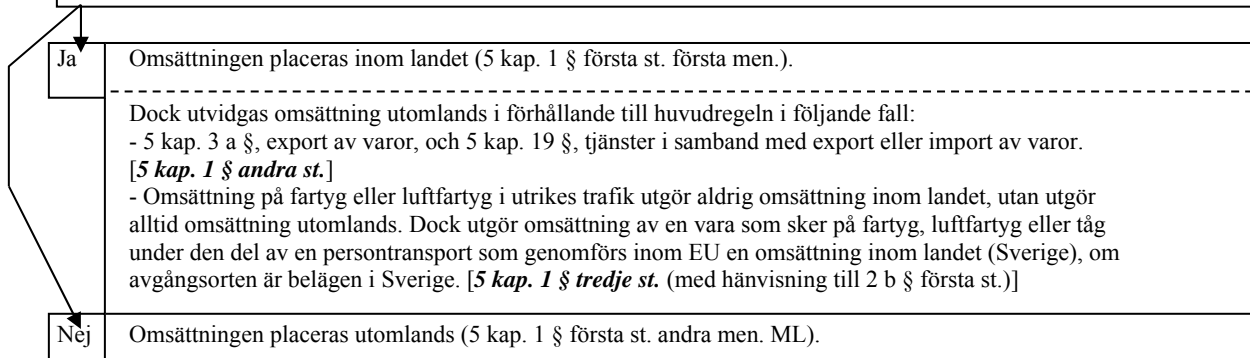 Ja Omsättningen placeras inom landet (5 kap. 1 § första st. första men.).
Dock utvidgas omsättning utomlands i förhållande till huvudregeln i följande fall:
- 5 kap. 3 a §, export av varor, och 5 kap. 19 §, tjänster i samband med export eller import av varor.
[5 kap. 1 § andra st.]
- Omsättning på fartyg eller luftfartyg i utrikes trafik utgör aldrig omsättning inom landet, utan utgör
alltid omsättning utomlands. Dock utgör omsättning av en vara som sker på fartyg, luftfartyg eller tåg
under den del av en persontransport som genomförs inom EU en omsättning inom landet (Sverige), om
avgångsorten är belägen i Sverige. [5 kap. 1 § tredje st. (med hänvisning till 2 b § första st.)]
Nej Omsättningen placeras utomlands (5 kap. 1 § första st. andra men. ML).